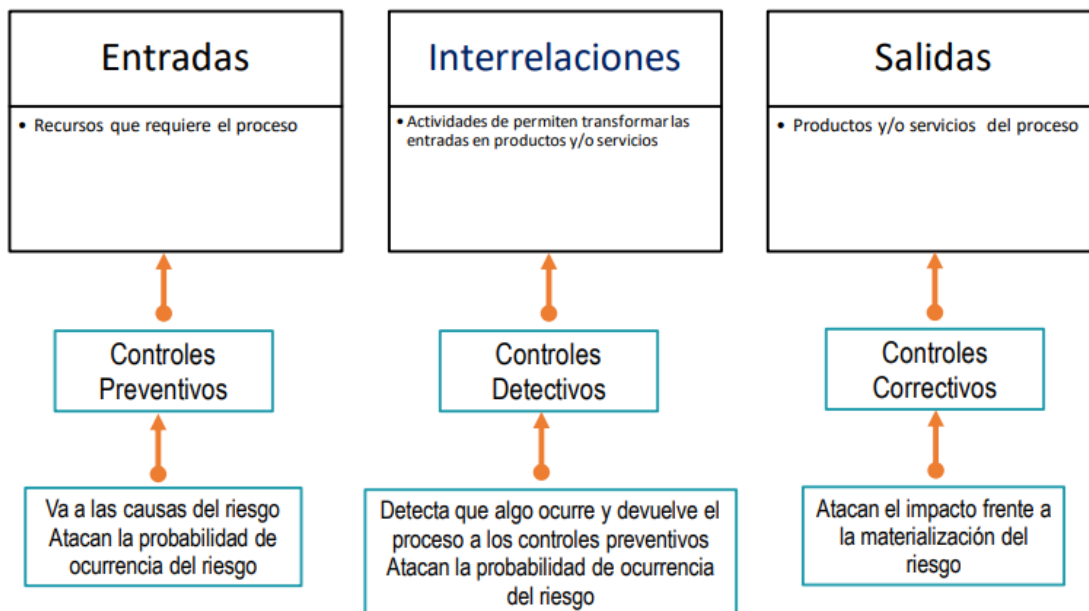 Entradas
• Recursos que requiere el proceso
Controles
Preventivos
Va a las causas del riesgo
Atacan la probabilidad de
ocurrencia del riesgo
Interrelaciones
• Actividades de permiten transformar las
entradas en productos y/o servicios
Controles
Detectivos
Detecta que algo ocurre y devuelve el
proceso a los controles preventivos
Atacan la probabilidad de ocurrencia
del riesgo
Salidas
• Productos y/o servicios del proceso
Controles
Correctivos
Atacan el impacto frente a
la materialización del
riesgo